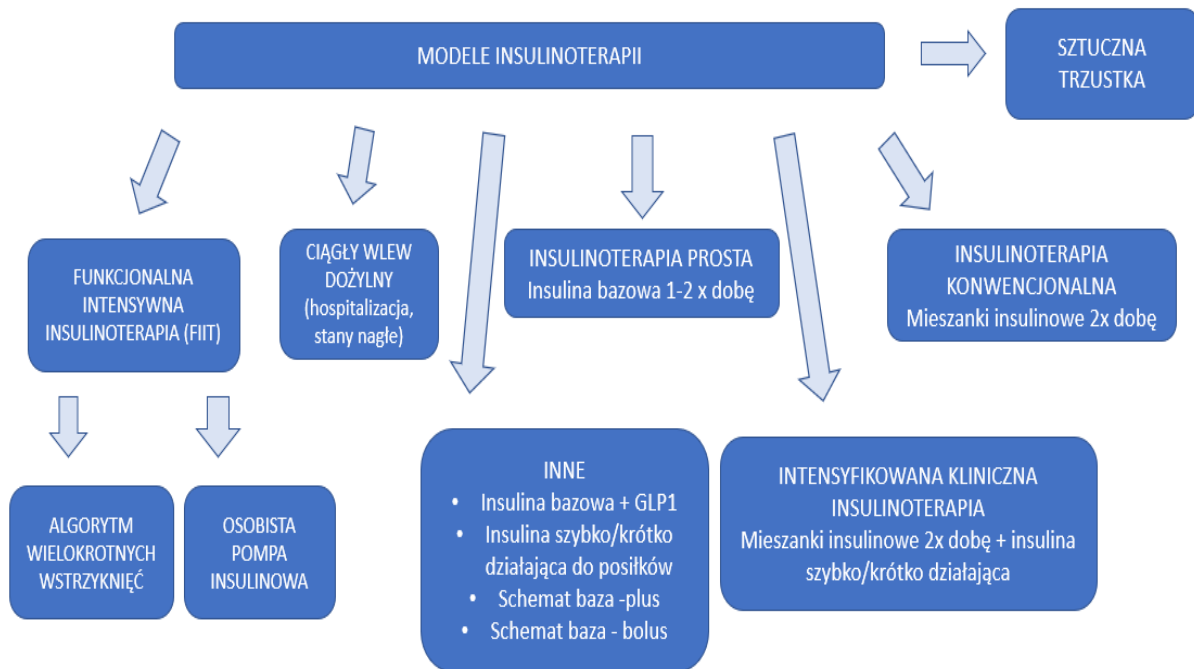 MODELE INSULINOTERAPII
SZTUCZNA
TRZUSTKA
FUNKCJONALNA
INTENSYWNA
INSULINOTERAPIA (FIIT)
CIĄGŁY WLEW
DOŻYLNY
(hospitalizacja,
stany nagłe)
INSULINOTERAPIA PROSTA
Insulina bazowa 1-2 x dobę
INSULINOTERAPIA
KONWENCJONALNA
Mieszanki insulinowe 2x dobę
ALGORYTM
WIELOKROTNYCH
WSTRZYKNIĘĆ
OSOBISTA
POMPA
INSULINOWA
INNE
• Insulina bazowa + GLP1
• Insulina szybko/krótko
działająca do posiłków
• Schemat baza -plus
• Schemat baza - bolus
INTENSYFIKOWANA KLINICZNA
INSULINOTERAPIA
Mieszanki insulinowe 2x dobę + insulina
szybko/krótko działająca